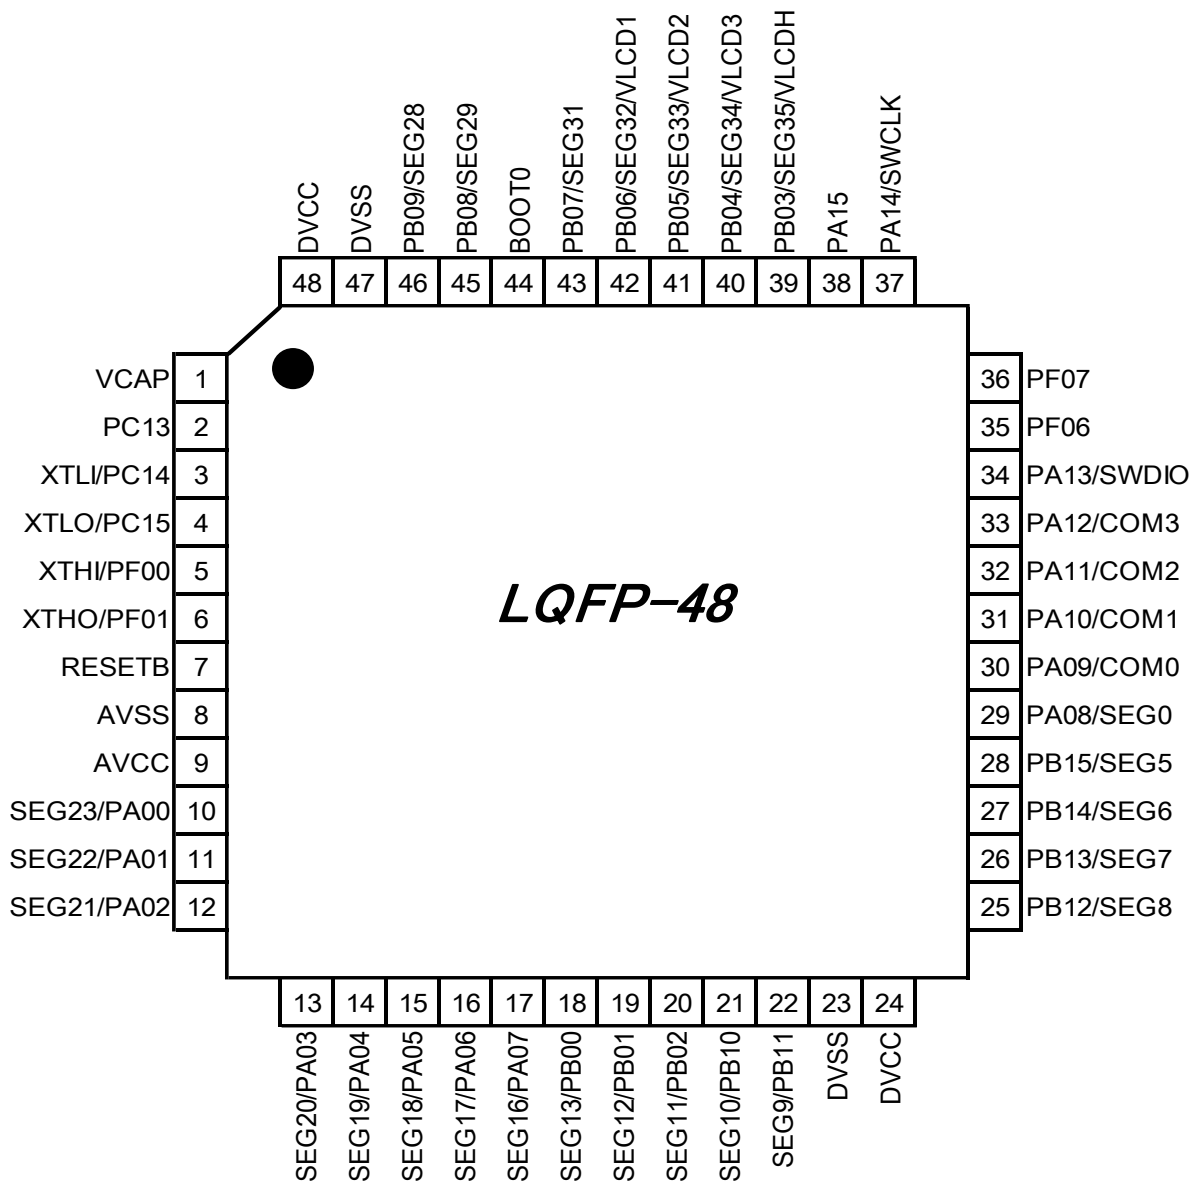 DVCC
DVSS
PB09/SEG28
PB08/SEG29
BOOT0
PB07/SEG31
PB06/SEG32/VLCD1
PB05/SEG33/VLCD2
PB04/SEG34/VLCD3
PB03/SEG35/VLCDH
PA15
PA14/SWCLK
48 47 46 45 44 43 42 41 40 39 38 37
VCAP 1
PC13 2
XTLI/PC14 3
XTLO/PC15 4
XTHI/PF00 5
XTHO/PF01 6
RESETB 7
AVSS 8
AVCC 9
SEG23/PA00 10
SEG22/PA01 11
SEG21/PA02 12
LQFP-48
36 PF07
35 PF06
34 PA13/SWDIO
33 PA12/COM3
32 PA11/COM2
31 PA10/COM1
30 PA09/COM0
29 PA08/SEG0
28 PB15/SEG5
27 PB14/SEG6
26 PB13/SEG7
25 PB12/SEG8
13 14 15 16 17 18 19 20 21 22 23 24
SEG20/PA03
SEG19/PA04
SEG18/PA05
SEG17/PA06
SEG16/PA07
SEG13/PB00
SEG12/PB01
SEG11/PB02
SEG10/PB10
SEG9/PB11
DVSS
DVCC